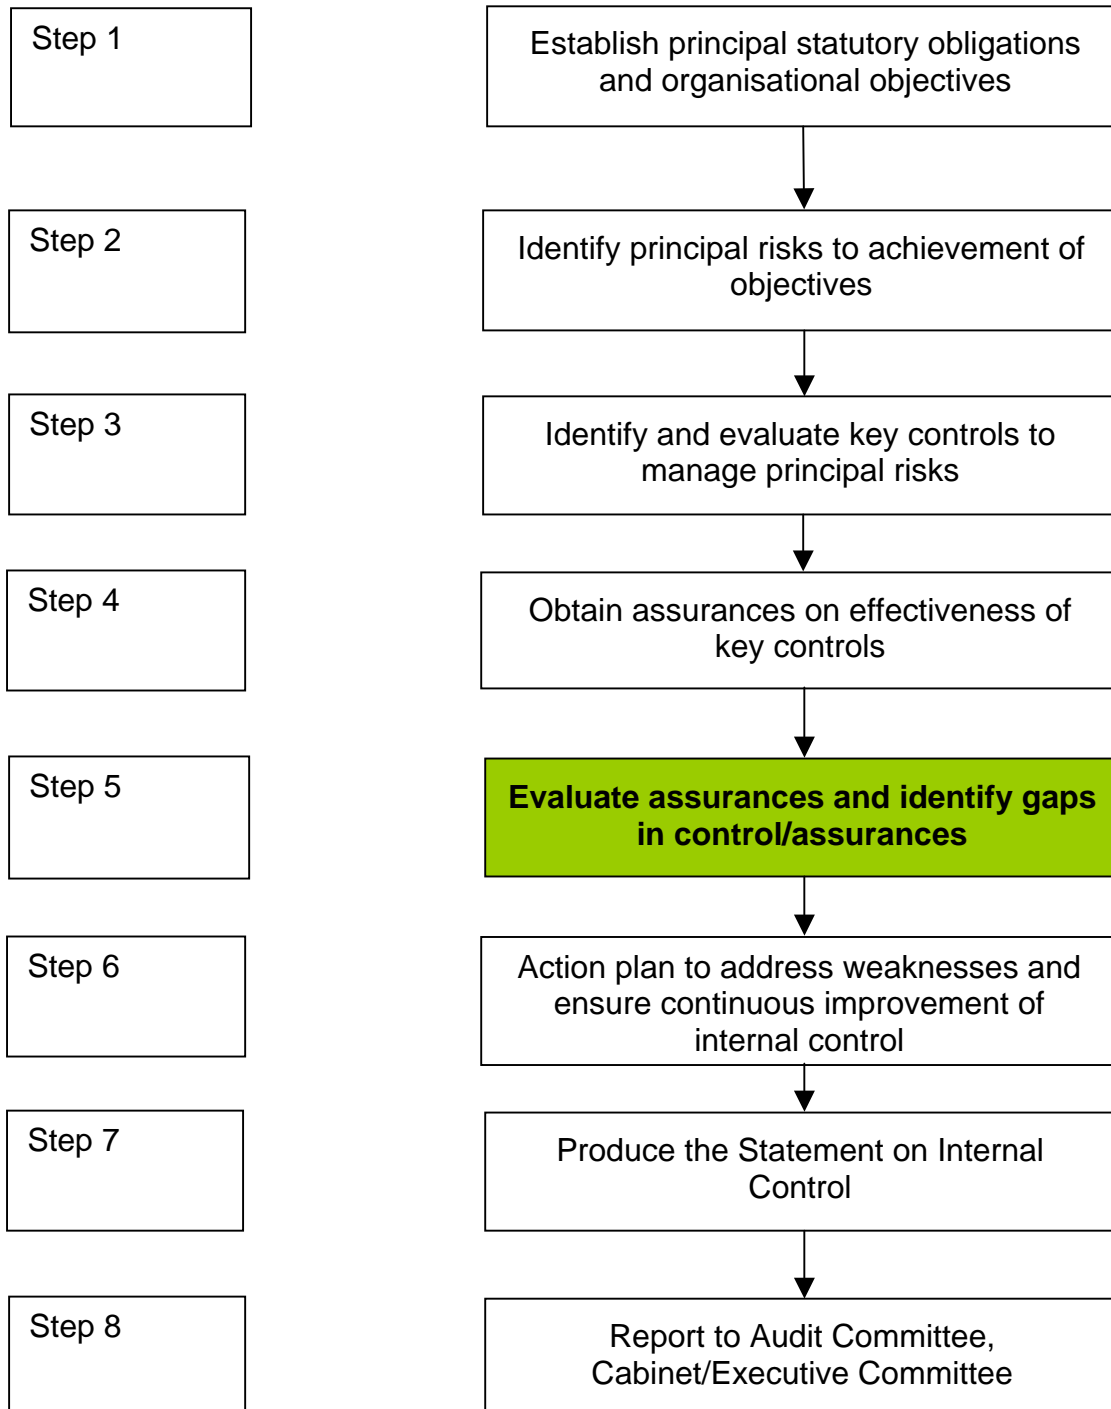 Step 1
Establish principal statutory obligations
and organisational objectives
Step 2
Identify principal risks to achievement of
objectives
Step 3
Identify and evaluate key controls to
manage principal risks
Step 4
Obtain assurances on effectiveness of
key controls
Step 5
Evaluate assurances and identify gaps
in control/assurances
Step 6
Action plan to address weaknesses and
ensure continuous improvement of
internal control
Step 7
Produce the Statement on Internal
Control
Step 8
Report to Audit Committee,
Cabinet/Executive Committee